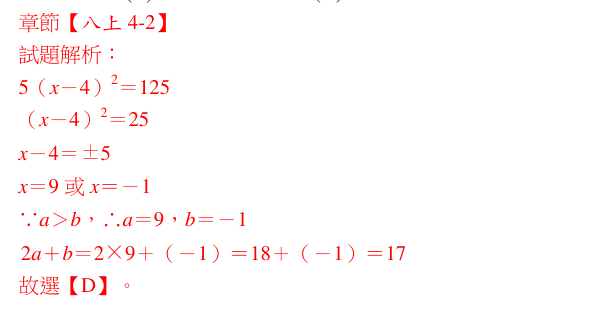 章節【八上 4-2】
試題解析：
5（x－4）²＝125
（x－4）²＝25
x－4＝±5
x＝9 或 x＝－1
∵a＞b，∴a＝9，b＝－1
2a＋b＝2×9＋（－1）＝18＋（－1）＝17
故選【D】。